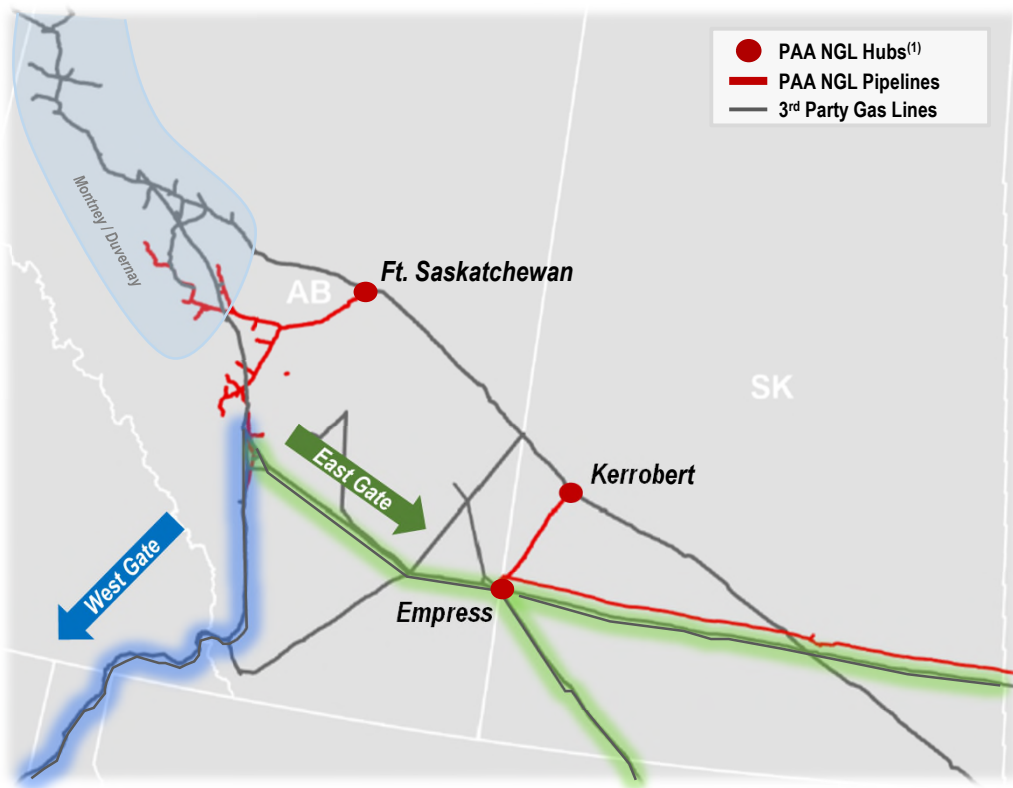 PAA NGL Hubs(1)
PAA NGL Pipelines
3rd Party Gas Lines
Montney / Duvernay
Ft. Saskatchewan
AB
SK
East Gate
Kerrobert
West Gate
Empress